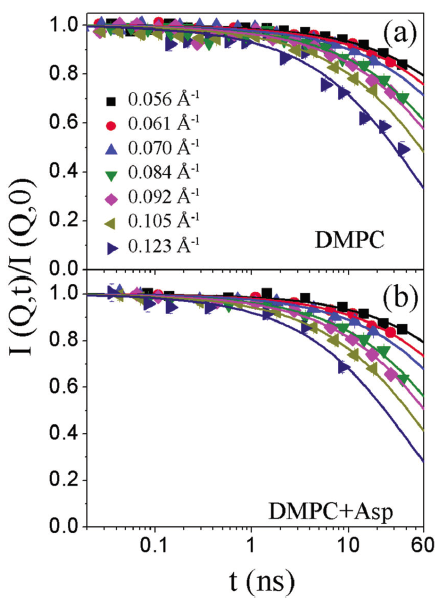 (a)
1.0
0.8
0.6
0.4
0.2
0.0
0.056 Å⁻¹
0.061 Å⁻¹
0.070 Å⁻¹
0.084 Å⁻¹
0.092 Å⁻¹
0.105 Å⁻¹
0.123 Å⁻¹
DMPC
I (Q,t)/I (Q,0)
(b)
1.0
0.8
0.6
0.4
0.2
0.0
DMPC+Asp
0.1 1 10 60
t (ns)